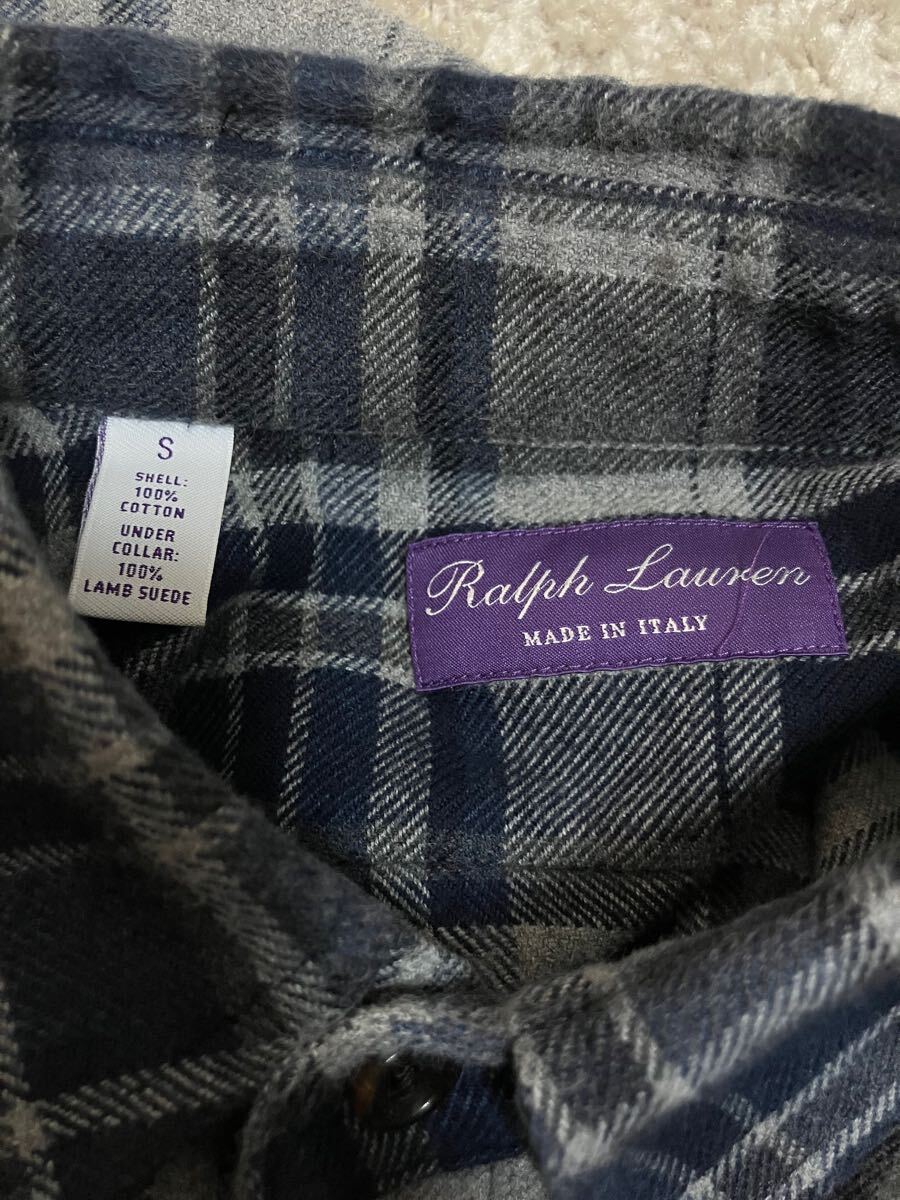 S
SHELL:
100%
COTTON
UNDER
COLLAR:
100%
LAMB SUEDE
Ralph Lauren
MADE IN ITALY